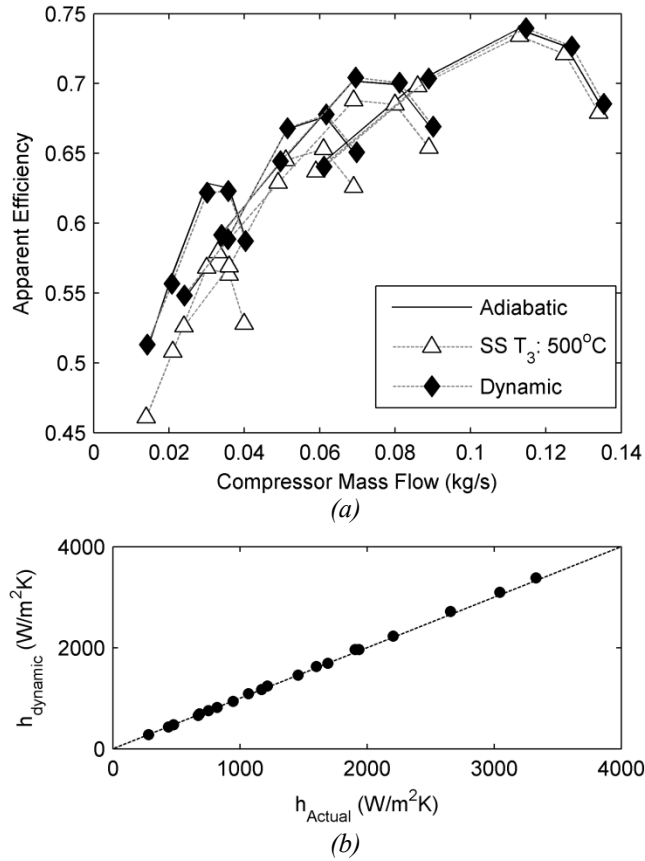 0.75
0.7
0.65
0.6
0.55
0.5
0.45
Apparent Efficiency
Adiabatic
SS T3: 500°C
Dynamic
0 0.02 0.04 0.06 0.08 0.1 0.12 0.14
Compressor Mass Flow (kg/s)
(a)
4000
2000
0
hdynamic (W/m²K)
0 1000 2000 3000 4000
hActual (W/m²K)
(b)